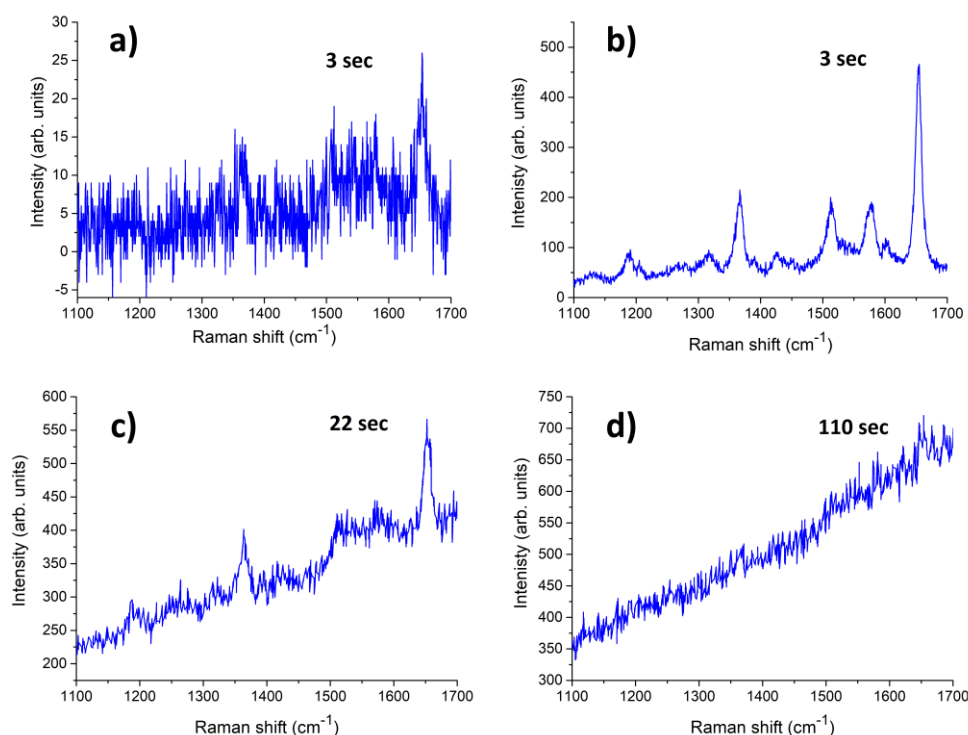 a)
3 sec
Intensity (arb. units)
30
25
20
15
10
5
0
-5
1100 1200 1300 1400 1500 1600 1700
Raman shift (cm⁻¹)
b)
3 sec
Intenisty (arb. units)
500
400
300
200
100
0
1100 1200 1300 1400 1500 1600 1700
Raman shift (cm⁻¹)
c)
22 sec
Intensity (arb. units)
600
550
500
450
400
350
300
250
200
1100 1200 1300 1400 1500 1600 1700
Raman shift (cm⁻¹)
d)
110 sec
Intenisty (arb. units)
750
700
650
600
550
500
450
400
350
300
1100 1200 1300 1400 1500 1600 1700
Raman shift (cm⁻¹)